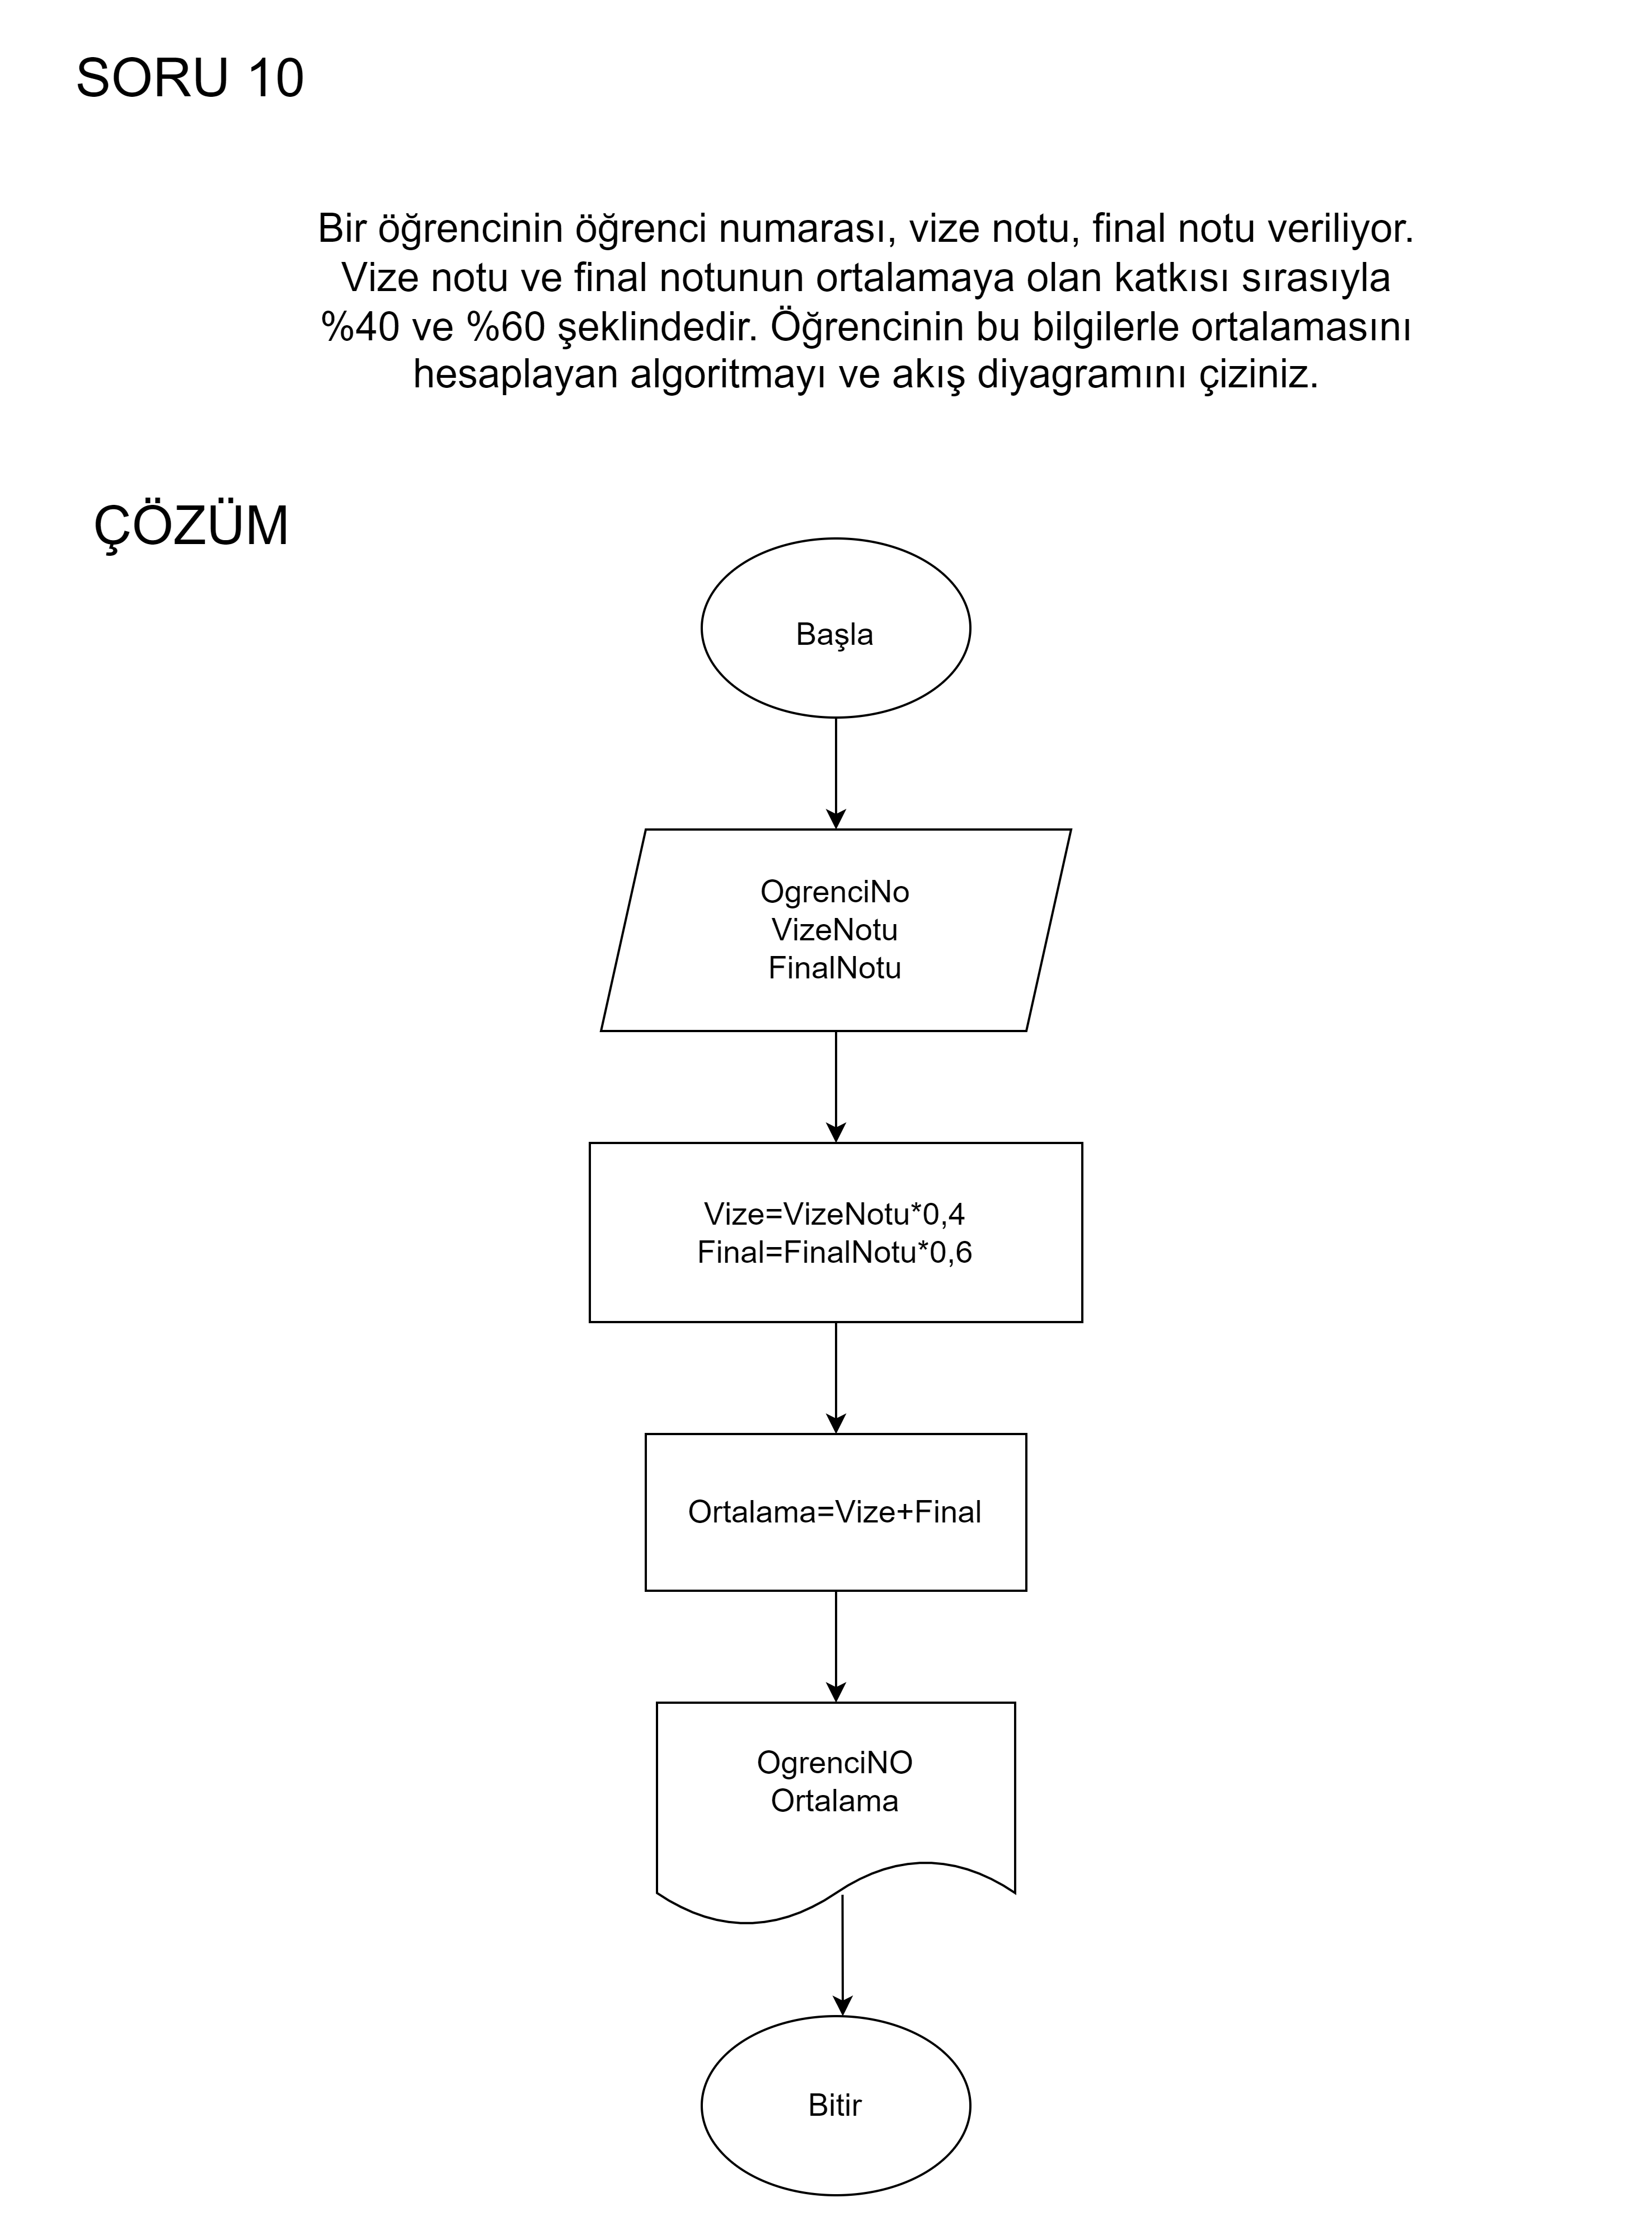 SORU 10
Bir öğrencinin öğrenci numarası, vize notu, final notu veriliyor.
Vize notu ve final notunun ortalamaya olan katkısı sırasıyla
%40 ve %60 şeklindedir. Öğrencinin bu bilgilerle ortalamasını
hesaplayan algoritmayı ve akış diyagramını çiziniz.
ÇÖZÜM
Başla
OgrenciNo
VizeNotu
FinalNotu
Vize=VizeNotu*0,4
Final=FinalNotu*0,6
Ortalama=Vize+Final
OgrenciNO
Ortalama
Bitir